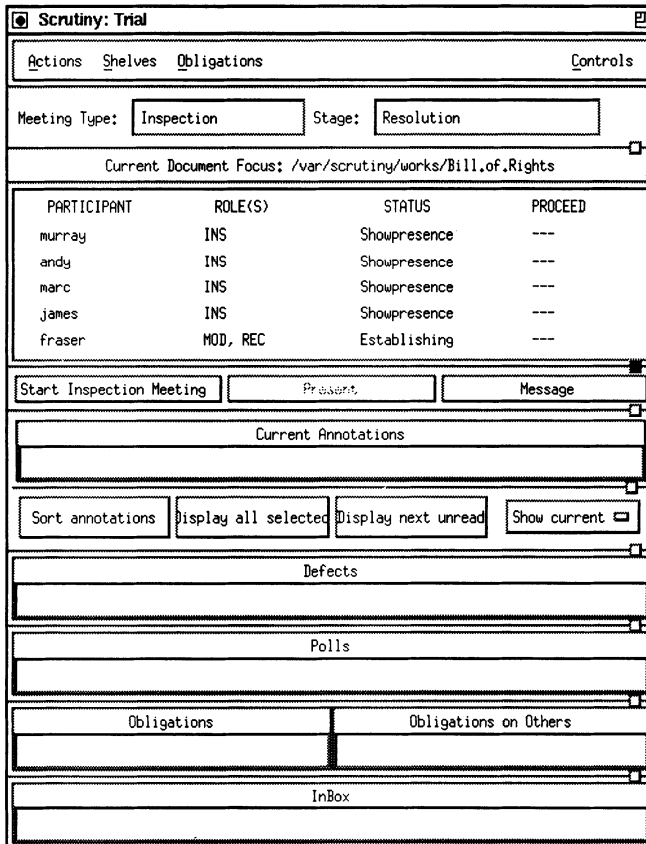 Scrutiny: Trial
Actions Shelves Obligations Controls
Meeting Type: Inspection Stage: Resolution
Current Document Focus: /var/scrutiny/works/Bill.of.Rights
PARTICIPANT ROLE(S) STATUS PROCEED
murray INS Showpresence ---
andy INS Showpresence ---
marc INS Showpresence ---
james INS Showpresence ---
fraser MOD, REC Establishing ---
Start Inspection Meeting Present Message
Current Annotations
Sort annotations Display all selected Display next unread Show current
Defects
Polls
Obligations Obligations on Others
InBox